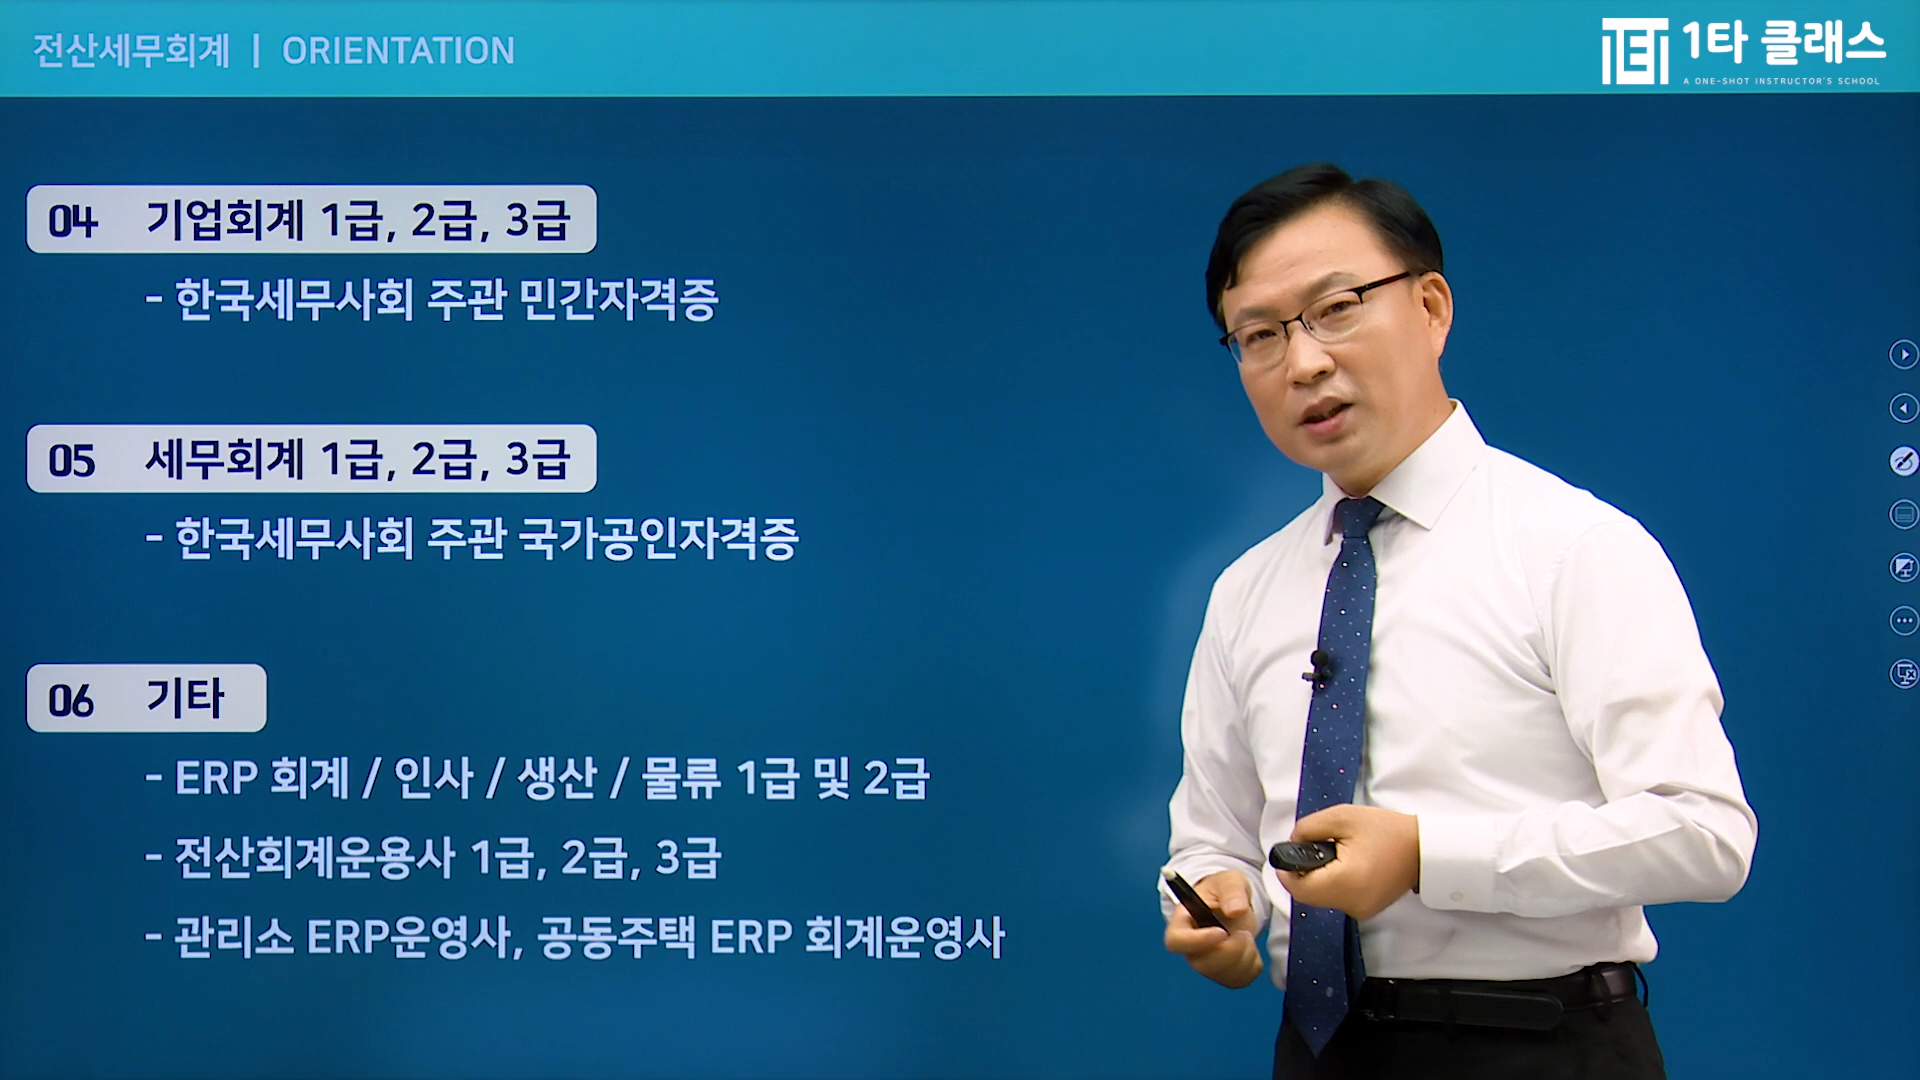 전산세무회계 | ORIENTATION
1타 클래스
A ONE-SHOT INSTRUCTOR'S SCHOOL
04 기업회계 1급, 2급, 3급
- 한국세무사회 주관 민간자격증
05 세무회계 1급, 2급, 3급
- 한국세무사회 주관 국가공인자격증
06 기타
- ERP 회계 / 인사 / 생산 / 물류 1급 및 2급
- 전산회계운용사 1급, 2급, 3급
- 관리소 ERP운영사, 공동주택 ERP 회계운영사